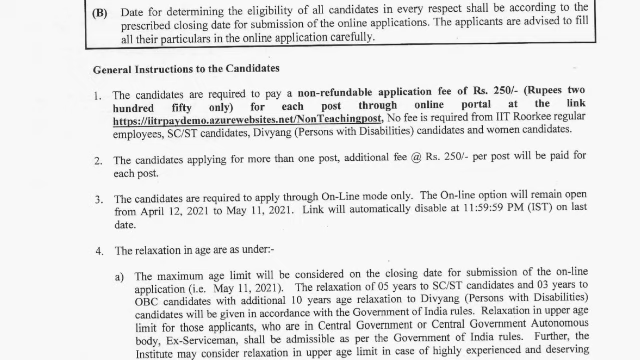 (B) Date for determining the eligibility of all candidates in every respect shall be according to the
prescribed closing date for submission of the online applications. The applicants are advised to fill
all their particulars in the online application carefully.
General Instructions to the Candidates
1. The candidates are required to pay a non-refundable application fee of Rs. 250/- (Rupees two
hundred fifty only) for each post through online portal at the link
https://iitrpaydemo.azurewebsites.net/NonTeachingpost, No fee is required from IIT Roorkee regular
employees, SC/ST candidates, Divyang (Persons with Disabilities) candidates and women candidates.
2. The candidates applying for more than one post, additional fee @ Rs. 250/- per post will be paid for
each post.
3. The candidates are required to apply through On-Line mode only. The On-line option will remain open
from April 12, 2021 to May 11, 2021. Link will automatically disable at 11:59:59 PM (IST) on last
date.
4. The relaxation in age are as under:-
a) The maximum age limit will be considered on the closing date for submission of the on-line
application (i.e. May 11, 2021). The relaxation of 05 years to SC/ST candidates and 03 years to
OBC candidates with additional 10 years age relaxation to Divyang (Persons with Disabilities)
candidates will be given in accordance with the Government of India rules. Relaxation in upper age
limit for those applicants, who are in Central Government or Central Government Autonomous
body, Ex-Serviceman, shall be admissible as per the Government of India rules. Further, the
Institute may consider relaxation in upper age limit in case of highly experienced and deserving